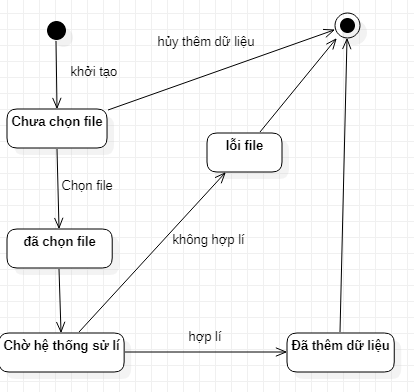 hủy thêm dữ liệu
khởi tạo
Chưa chọn file
lỗi file
Chọn file
đã chọn file
không hợp lí
hợp lí
Chờ hệ thống sử lí
Đã thêm dữ liệu